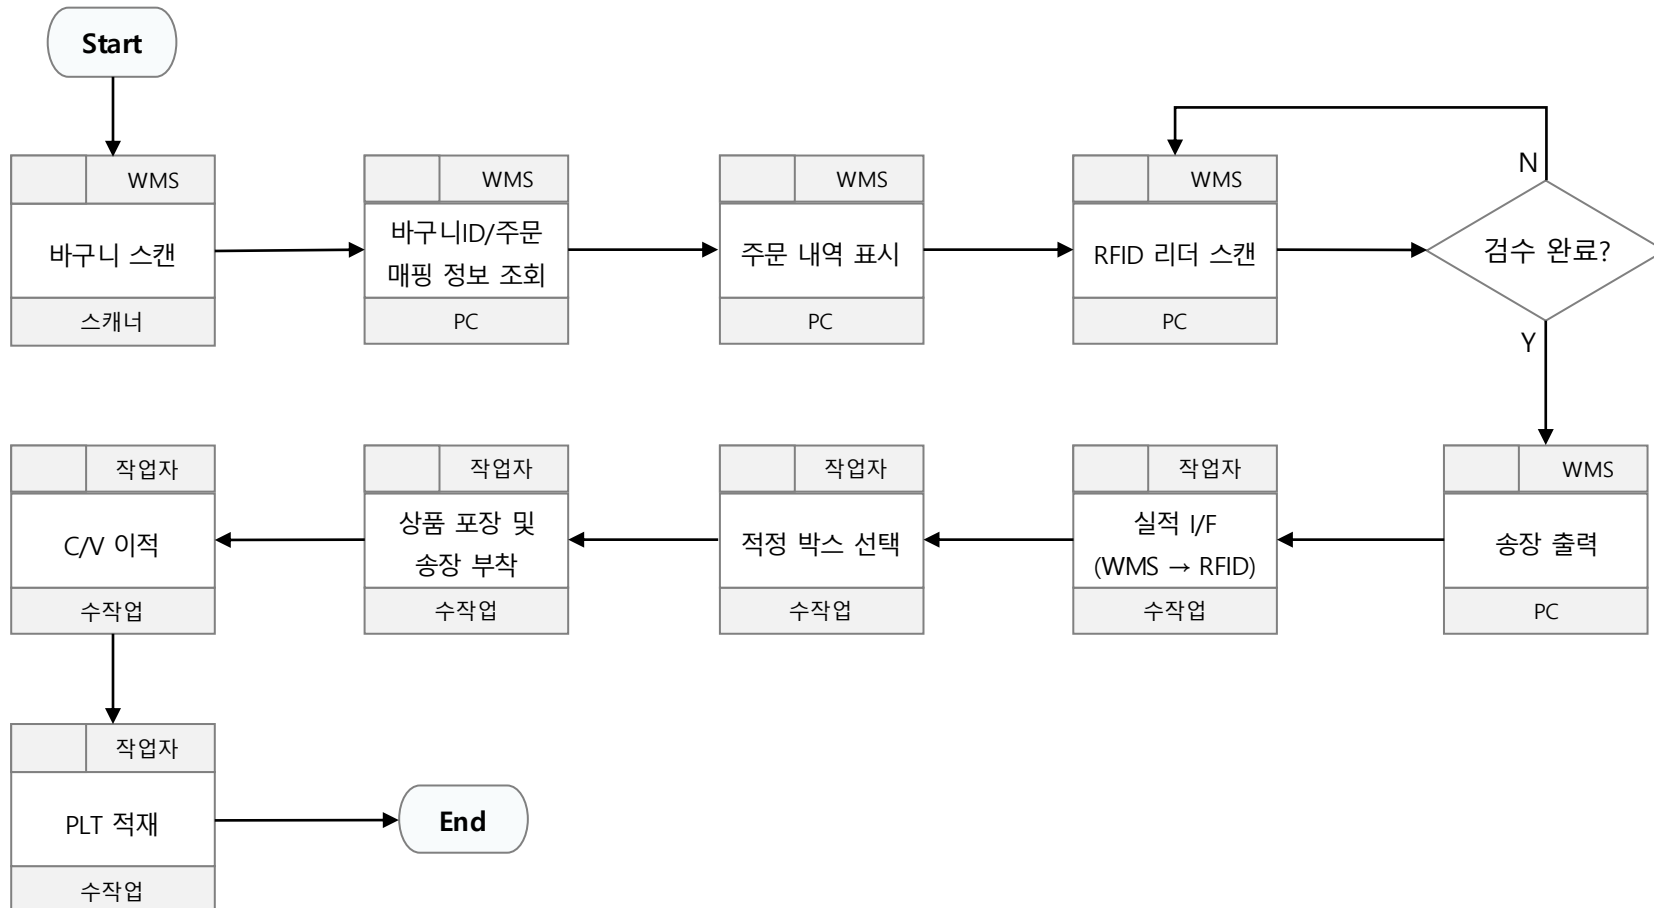 Start
WMS
바구니 스캔
스캐너
WMS
바구니ID/주문
매핑 정보 조회
PC
WMS
주문 내역 표시
PC
WMS
RFID 리더 스캔
PC
N
검수 완료?
Y
WMS
송장 출력
PC
작업자
실적 I/F
(WMS → RFID)
수작업
작업자
적정 박스 선택
수작업
작업자
상품 포장 및
송장 부착
수작업
작업자
C/V 이적
수작업
작업자
PLT 적재
수작업
End